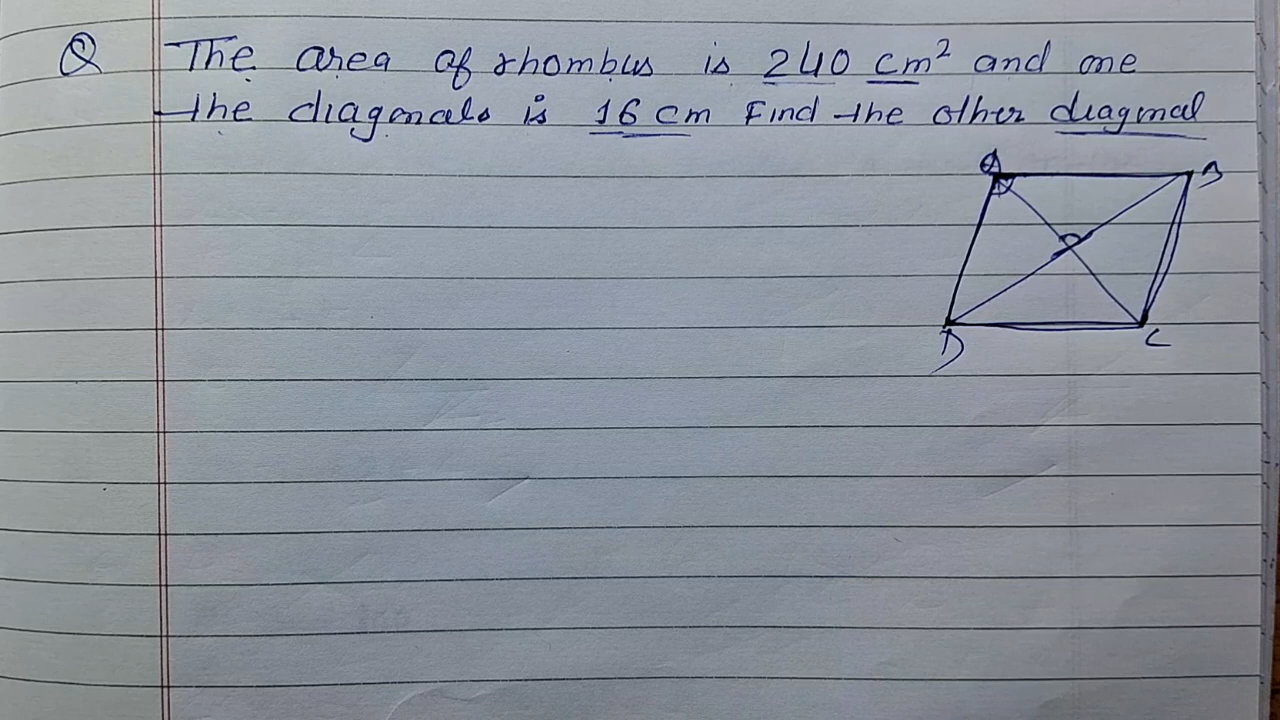 Q The area of rhombus is 240 cm² and one
the diagonals is 16 cm Find the other diagonal
A B
D C